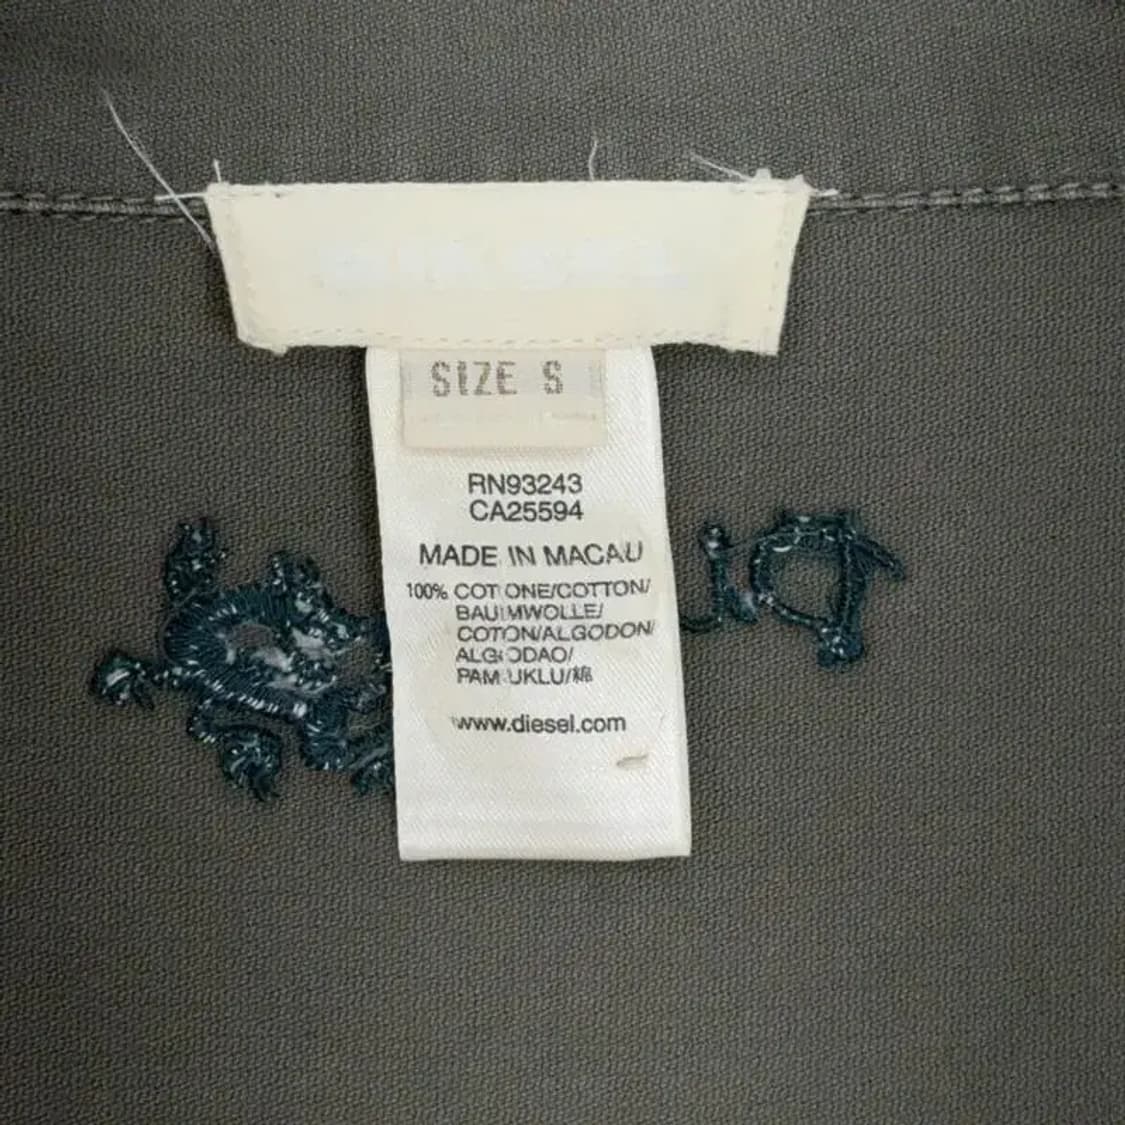 SIZE S
RN93243
CA25594
MADE IN MACAU
100% COTONE/COTTON/
BAUMWOLLE/
COTON/ALGODON/
ALGODAO/
PAMUKLU/棉
www.diesel.com